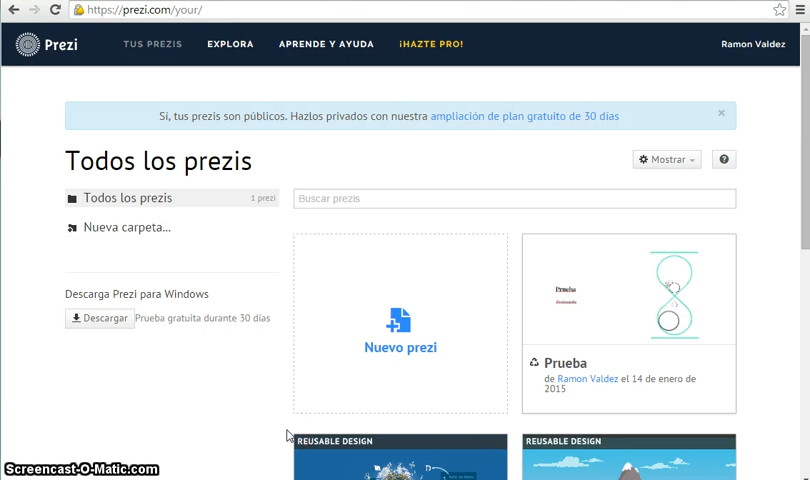 https://prezi.com/your/
Prezi TUS PREZIS EXPLORA APRENDE Y AYUDA ¡HAZTE PRO! Ramon Valdez
Sí, tus prezis son públicos. Hazlos privados con nuestra ampliación de plan gratuito de 30 días ×
Todos los prezis
Mostrar ?
Todos los prezis 1 prezi
Buscar prezis
Nueva carpeta...
Descarga Prezi para Windows
Descargar Prueba gratuita durante 30 días
Nuevo prezi
Prueba
Prueba
de Ramon Valdez el 14 de enero de
2015
REUSABLE DESIGN
REUSABLE DESIGN
Screencast-O-Matic.com